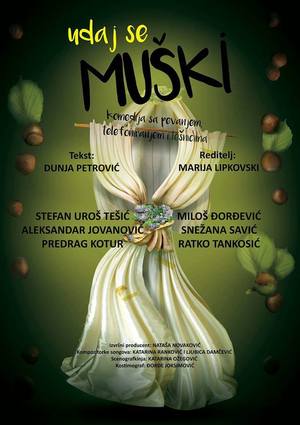 udaj se
MUŠKI
komedija sa pevanjem,
telefoniranjem i lešnicima
Tekst:
DUNJA PETROVIĆ
Reditelj:
MARIJA LIPKOVSKI
STEFAN UROŠ TEŠIĆ
ALEKSANDAR JOVANOVIĆ
PREDRAG KOTUR
MILOŠ ĐORĐEVIĆ
SNEŽANA SAVIĆ
RATKO TANKOSIĆ
Izvršni producent: NATAŠA NOVAKOVIĆ
Kompozitorke songova: KATARINA RANKOVIĆ I LJUBICA DAMČEVIĆ
Scenografkinja: KATARINA OŽEGOVIĆ
Kostimograf: ĐORĐE JOKSIMOVIĆ